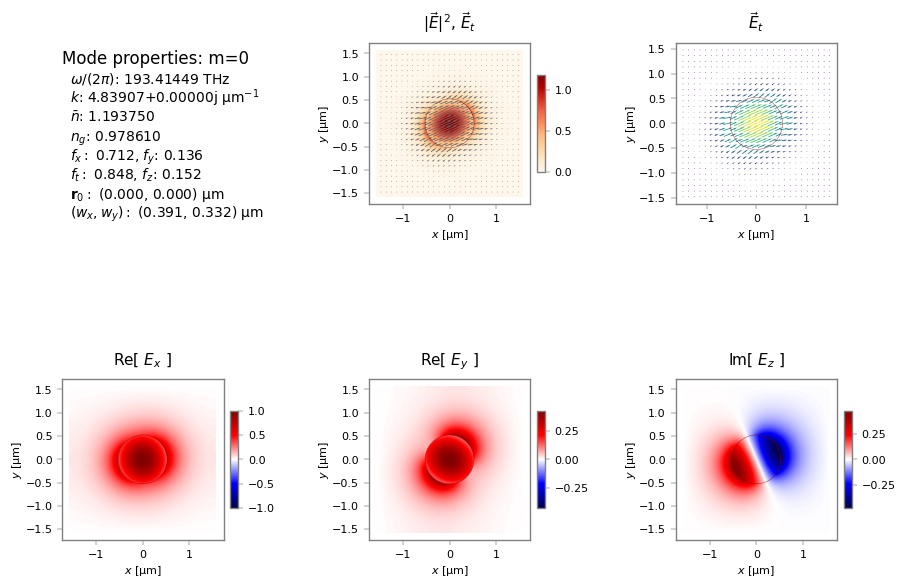 Mode properties: m=0
ω/(2π): 193.41449 THz
k: 4.83907+0.00000j μm⁻¹
n̄: 1.193750
n_g: 0.978610
f_x: 0.712, f_y: 0.136
f_t: 0.848, f_z: 0.152
r₀: (0.000, 0.000) μm
(w_x, w_y): (0.391, 0.332) μm
|E⃗|², E⃗_t
1.5
1.0
0.5
0.0
−0.5
−1.0
−1.5
y [μm]
−1 0 1
x [μm]
1.0
0.5
0.0
E⃗_t
1.5
1.0
0.5
0.0
−0.5
−1.0
−1.5
y [μm]
−1 0 1
x [μm]
Re[ E_x ]
1.5
1.0
0.5
0.0
−0.5
−1.0
−1.5
y [μm]
−1 0 1
x [μm]
1.0
0.5
0.0
−0.5
−1.0
Re[ E_y ]
1.5
1.0
0.5
0.0
−0.5
−1.0
−1.5
y [μm]
−1 0 1
x [μm]
0.25
0.00
−0.25
Im[ E_z ]
1.5
1.0
0.5
0.0
−0.5
−1.0
−1.5
y [μm]
−1 0 1
x [μm]
0.25
0.00
−0.25